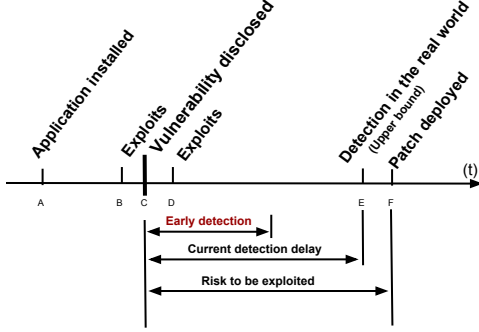 Application installed
Exploits
Vulnerability disclosed
Exploits
Detection in the real world
(Upper bound)
Patch deployed
(t)
A
B
C
D
E
F
Early detection
Current detection delay
Risk to be exploited